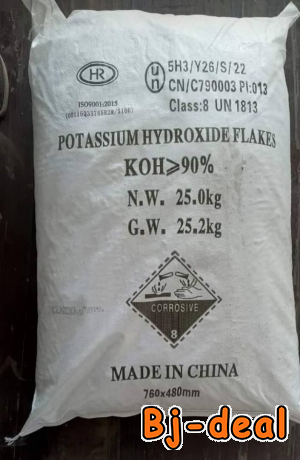 HR
ISO9001:2015
un
5H3/Y26/S/22
CN/C790003 PI:013
Class:8 UN 1813
POTASSIUM HYDROXIDE FLAKES
KOH⩾90%
N.W. 25.0kg
G.W. 25.2kg
CORROSIVE
8
MADE IN CHINA
760x480mm
Bj-deal